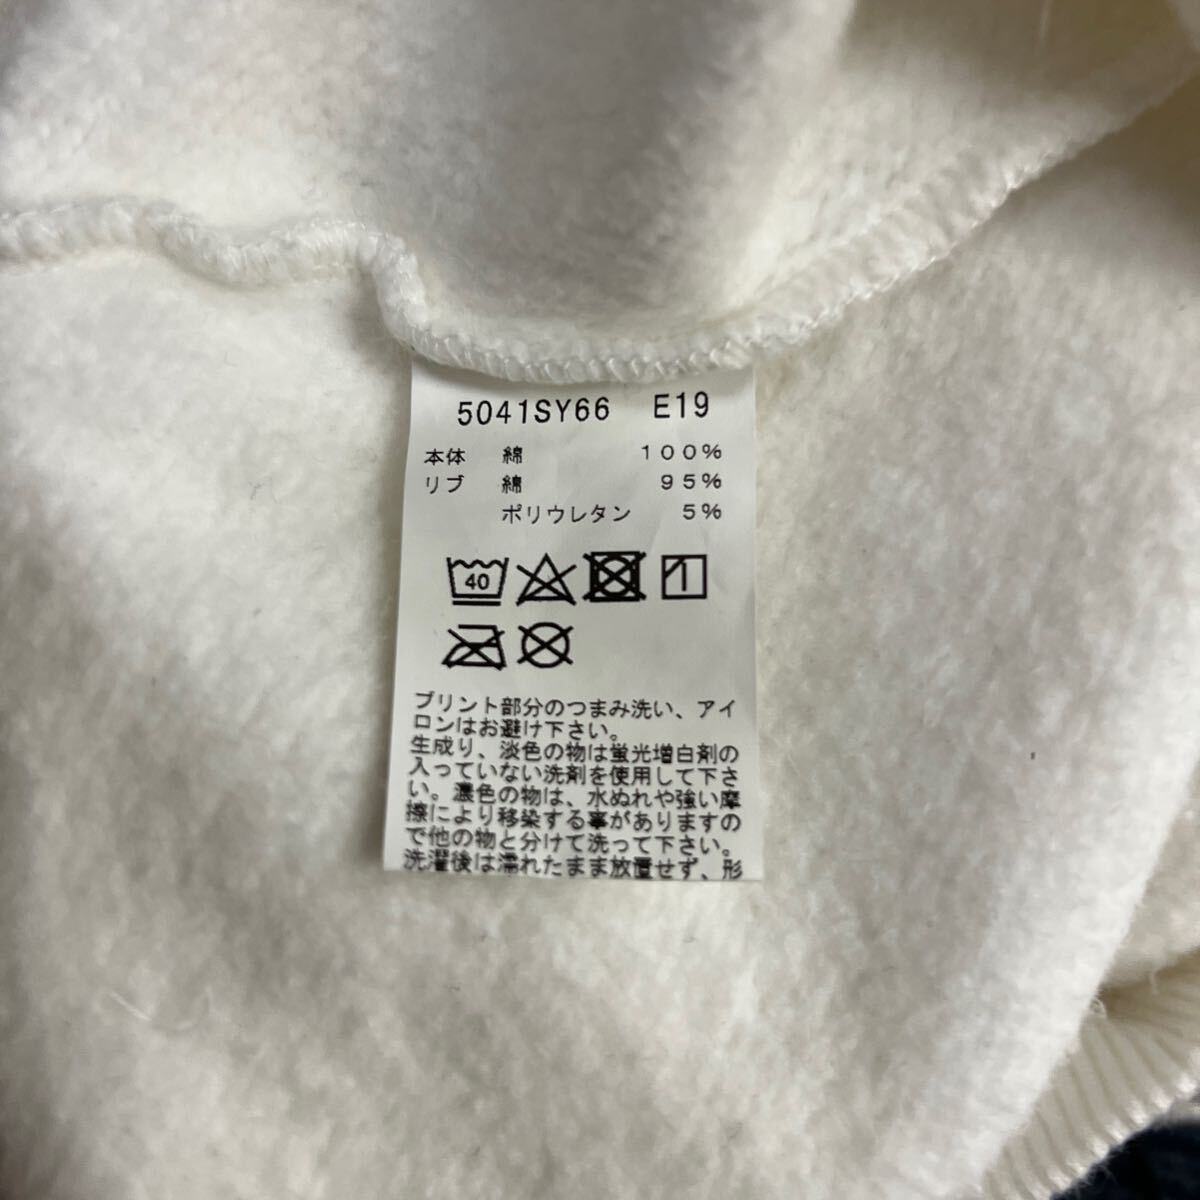 5041SY66 E19
本体 綿 100%
リブ 綿 95%
ポリウレタン 5%
40 1
プリント部分のつまみ洗い、アイ
ロンはお避け下さい。
生成り、淡色の物は蛍光増白剤の
入っていない洗剤を使用して下さ
い。濃色の物は、水ぬれや強い摩
擦により移染する事がありますの
で他の物と分けて洗って下さい。
洗濯後は濡れたまま放置せず、形